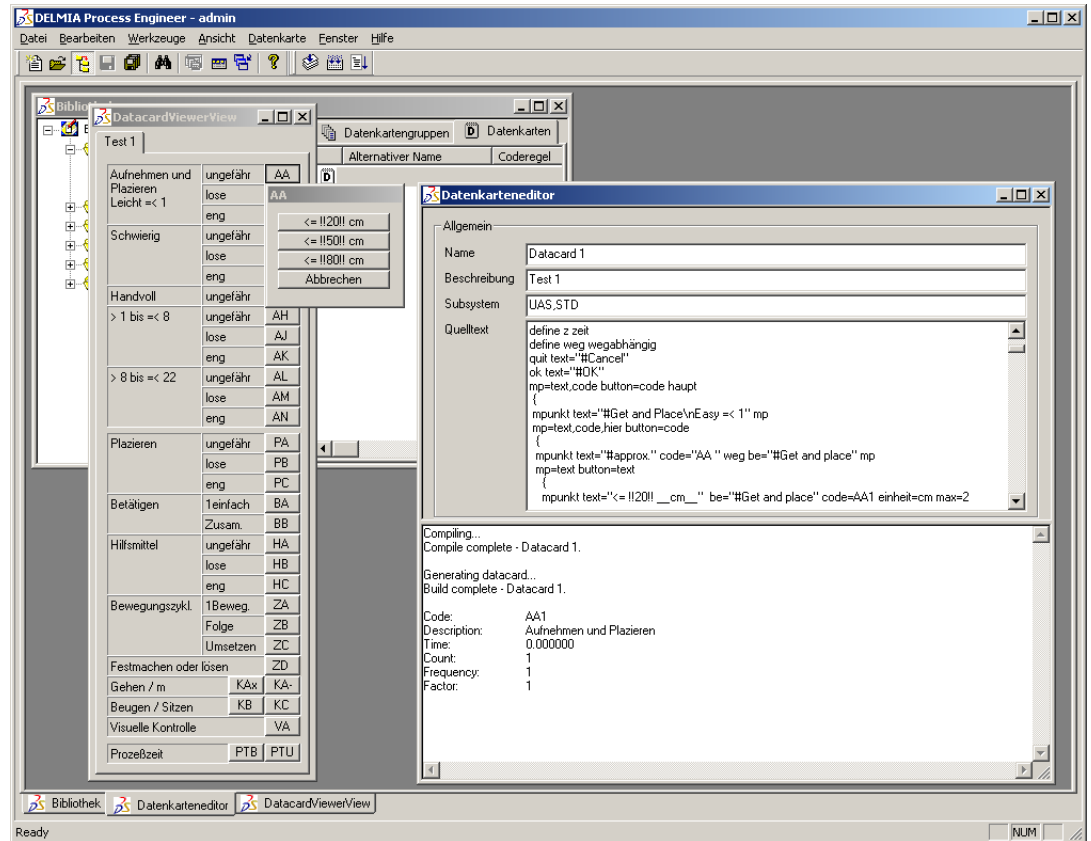 DELMIA Process Engineer - admin
Datei Bearbeiten Werkzeuge Ansicht Datenkarte Fenster Hilfe
DatacardViewerView
Test 1
Aufnehmen und
Plazieren
Leicht =< 1
ungefähr AA
lose
eng
Schwierig ungefähr
lose
eng
Handvoll ungefähr
> 1 bis =< 8 ungefähr AH
lose AJ
eng AK
> 8 bis =< 22 ungefähr AL
lose AM
eng AN
Plazieren ungefähr PA
lose PB
eng PC
Betätigen 1einfach BA
Zusam. BB
Hilfsmittel ungefähr HA
lose HB
eng HC
Bewegungszykl. 1Beweg. ZA
Folge ZB
Umsetzen ZC
Festmachen oder lösen ZD
Gehen / m KAx KA-
Beugen / Sitzen KB KC
Visuelle Kontrolle VA
Prozeßzeit PTB PTU
Datenkartengruppen Datenkarten
Alternativer Name Coderegel
AA
<= !!20!! cm
<= !!50!! cm
<= !!80!! cm
Abbrechen
Datenkarteneditor
Allgemein
Name Datacard 1
Beschreibung Test 1
Subsystem UAS,STD
Quelltext
define z zeit
define weg wegabhängig
quit text="#Cancel"
ok text="#OK"
mp=text,code button=code haupt
{
mpunkt text="#Get and Place\nEasy =< 1" mp
mp=text,code,hier button=code
{
mpunkt text="#approx." code="AA " weg be="#Get and place" mp
mp=text button=text
{
mpunkt text="<= !!20!! __cm__" be="#Get and place" code=AA1 einheit=cm max=2
Compiling...
Compile complete - Datacard 1.
Generating datacard...
Build complete - Datacard 1.
Code: AA1
Description: Aufnehmen und Plazieren
Time: 0.000000
Count: 1
Frequency: 1
Factor: 1
Bibliothek Datenkarteneditor DatacardViewerView
Ready NUM